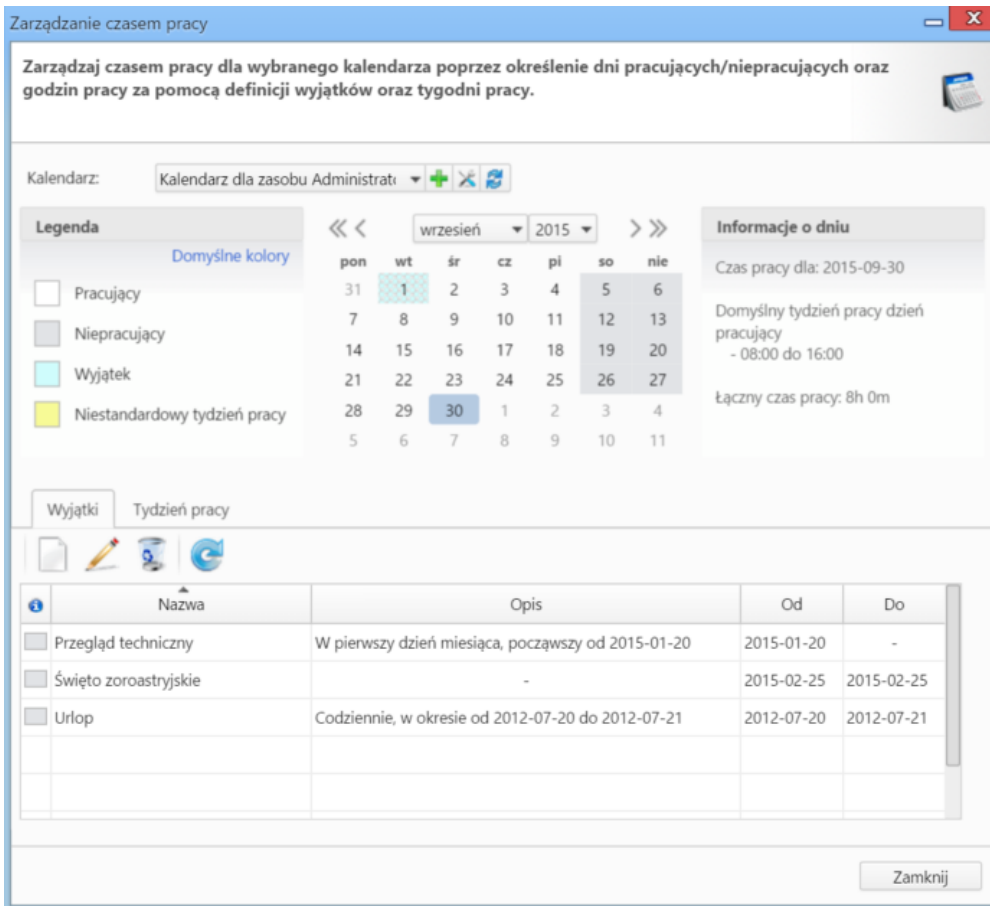 Zarządzanie czasem pracy
Zarządzaj czasem pracy dla wybranego kalendarza poprzez określenie dni pracujących/niepracujących oraz
godzin pracy za pomocą definicji wyjątków oraz tygodni pracy.
Kalendarz:
Kalendarz dla zasobu Administrat
Legenda
Domyślne kolory
Pracujący
Niepracujący
Wyjątek
Niestandardowy tydzień pracy
wrzesień 2015
pon wt śr cz pi so nie
31 1 2 3 4 5 6
7 8 9 10 11 12 13
14 15 16 17 18 19 20
21 22 23 24 25 26 27
28 29 30 1 2 3 4
5 6 7 8 9 10 11
Informacje o dniu
Czas pracy dla: 2015-09-30
Domyślny tydzień pracy dzień
pracujący
- 08:00 do 16:00
Łączny czas pracy: 8h 0m
Wyjątki Tydzień pracy
Nazwa Opis Od Do
Przegląd techniczny W pierwszy dzień miesiąca, począwszy od 2015-01-20 2015-01-20 -
Święto zoroastryjskie - 2015-02-25 2015-02-25
Urlop Codziennie, w okresie od 2012-07-20 do 2012-07-21 2012-07-20 2012-07-21
Zamknij